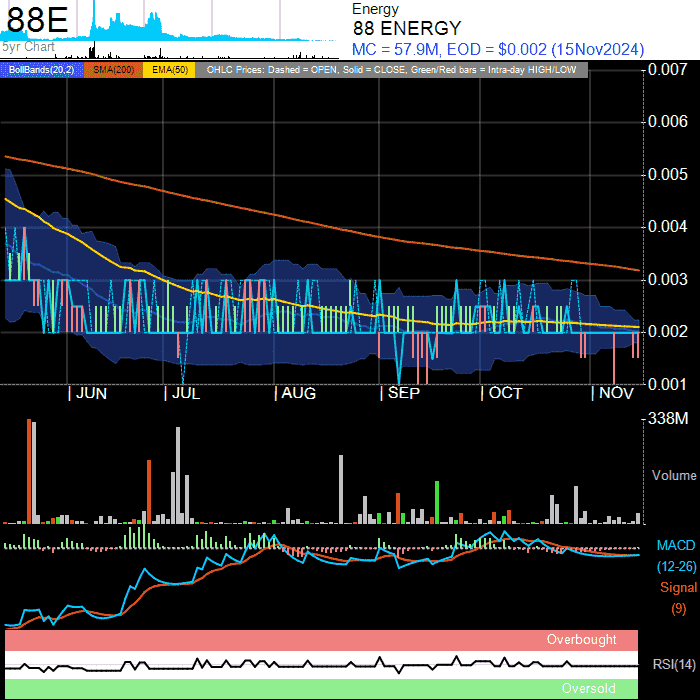 88E
5yr Chart
Energy
88 ENERGY
MC = 57.9M, EOD = $0.002 (15Nov2024)
BollBands(20,2) SMA(200) EMA(50) OHLC Prices: Dashed = OPEN, Solid = CLOSE, Green/Red bars = Intra-day HIGH/LOW
0.007
0.006
0.005
0.004
0.003
0.002
0.001
JUN JUL AUG SEP OCT NOV
338M
Volume
MACD
(12-26)
Signal
(9)
Overbought
RSI(14)
Oversold